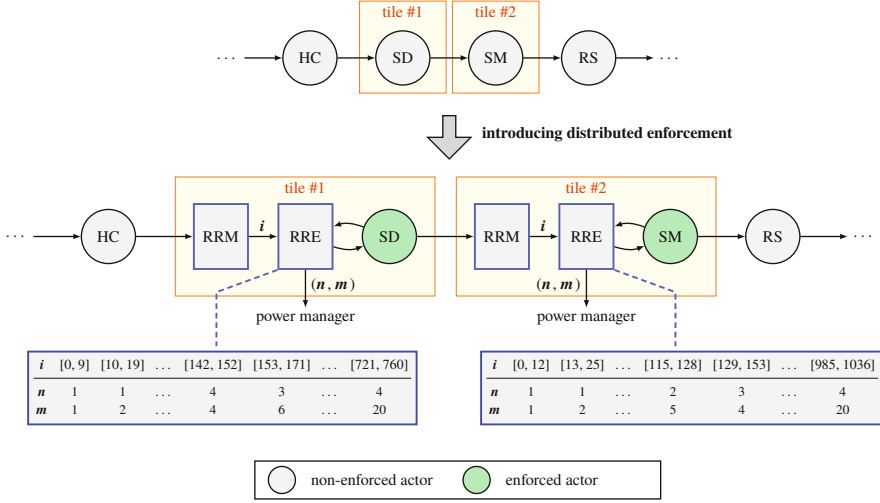 tile #1 tile #2
... HC SD SM RS ...
introducing distributed enforcement
tile #1 tile #2
... HC RRM i RRE SD RRM i RRE SM RS ...
(n, m) (n, m)
power manager power manager
i [0, 9] [10, 19] ... [142, 152] [153, 171] ... [721, 760]
n 1 1 ... 4 3 ... 4
m 1 2 ... 4 6 ... 20
i [0, 12] [13, 25] ... [115, 128] [129, 153] ... [985, 1036]
n 1 1 ... 2 3 ... 4
m 1 2 ... 5 4 ... 20
non-enforced actor enforced actor